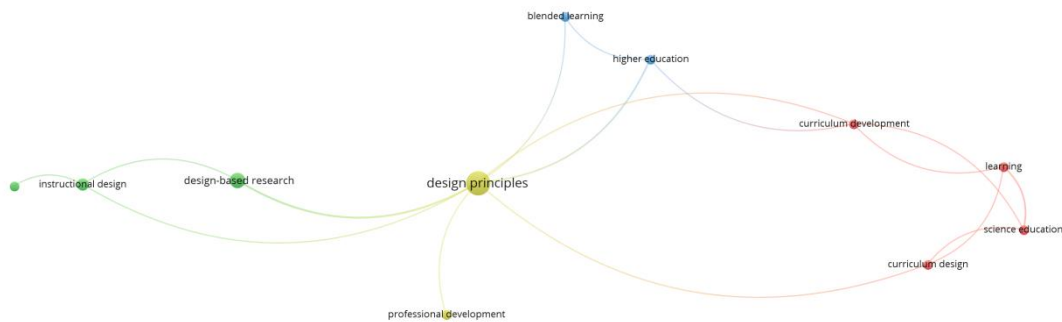 blended learning
higher education
curriculum development
learning
design-based research
instructional design
design principles
science education
curriculum design
professional development